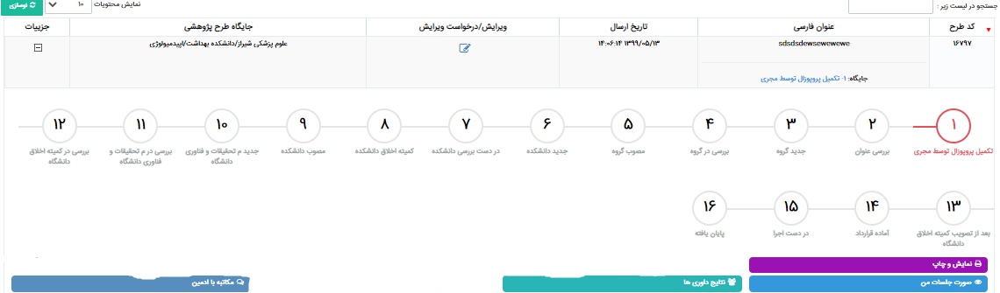 جستجو در لیست زیر :
نمایش محتویات ۱۰
نوسازی
کد طرح
عنوان فارسی
تاریخ ارسال
ویرایش/درخواست ویرایش
جایگاه طرح پژوهشی
جزییات
۱۶۷۹۷
sdsdsdewsewewewe
۱۳۹۹/۰۵/۱۳ ۱۴:۰۶:۱۴
علوم پزشکی شیراز/دانشکده بهداشت/اپیدمیولوژی
جایگاه: ۱- تکمیل پروپوزال توسط مجری
۱
تکمیل پروپوزال توسط مجری
۲
بررسی عنوان
۳
جدید گروه
۴
بررسی در گروه
۵
مصوب گروه
۶
جدید دانشکده
۷
در دست بررسی دانشکده
۸
کمیته اخلاق دانشکده
۹
مصوب دانشکده
۱۰
جدید م تحقیقات و فناوری
دانشگاه
۱۱
بررسی در م تحقیقات و
فناوری دانشگاه
۱۲
بررسی در کمیته اخلاق
دانشگاه
۱۳
بعد از تصویب کمیته اخلاق
دانشگاه
۱۴
آماده قرارداد
۱۵
در دست اجرا
۱۶
پایان یافته
نمایش و چاپ
صورت جلسات من
نتایج داوری ها
مکاتبه با ادمین